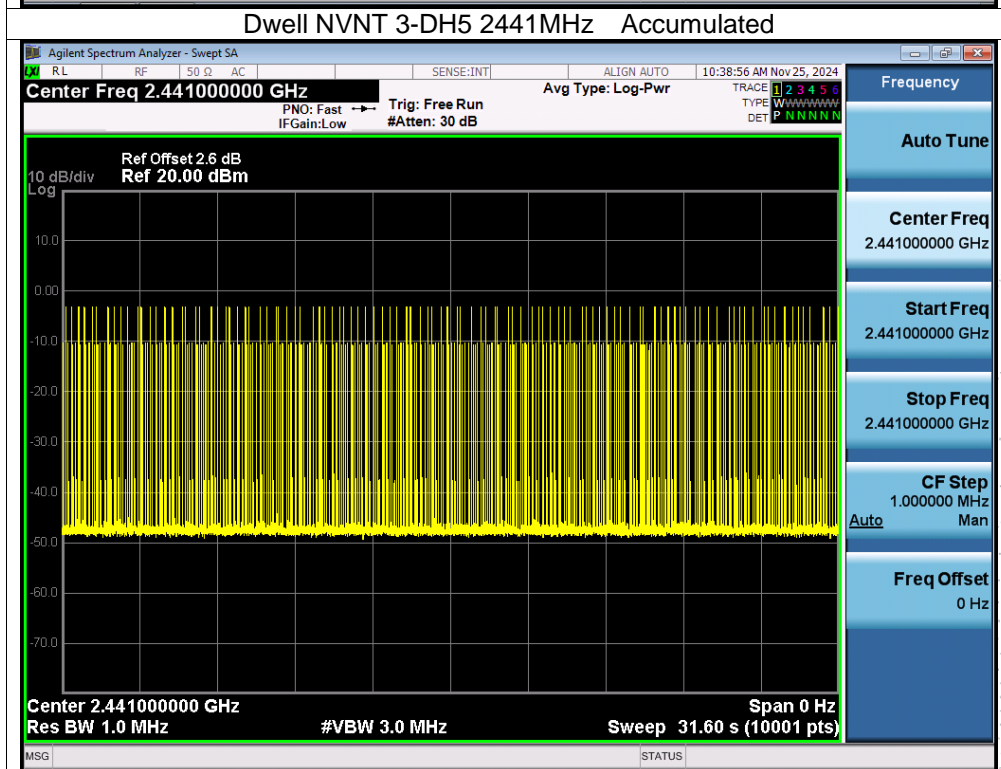 Dwell NVNT 3-DH5 2441MHz Accumulated
Agilent Spectrum Analyzer - Swept SA
LXI RL RF 50 Ω AC SENSE:INT ALIGN AUTO 10:38:56 AM Nov 25, 2024
Center Freq 2.441000000 GHz
PNO: Fast
IFGain:Low
Trig: Free Run
#Atten: 30 dB
Avg Type: Log-Pwr
TRACE 1 2 3 4 5 6
TYPE WWWWWWW
DET P N N N N N
Frequency
Auto Tune
Center Freq
2.441000000 GHz
Start Freq
2.441000000 GHz
Stop Freq
2.441000000 GHz
CF Step
1.000000 MHz
Auto Man
Freq Offset
0 Hz
Ref Offset 2.6 dB
10 dB/div Ref 20.00 dBm
Log
10.0
0.00
-10.0
-20.0
-30.0
-40.0
-50.0
-60.0
-70.0
Center 2.441000000 GHz Span 0 Hz
Res BW 1.0 MHz #VBW 3.0 MHz Sweep 31.60 s (10001 pts)
MSG STATUS